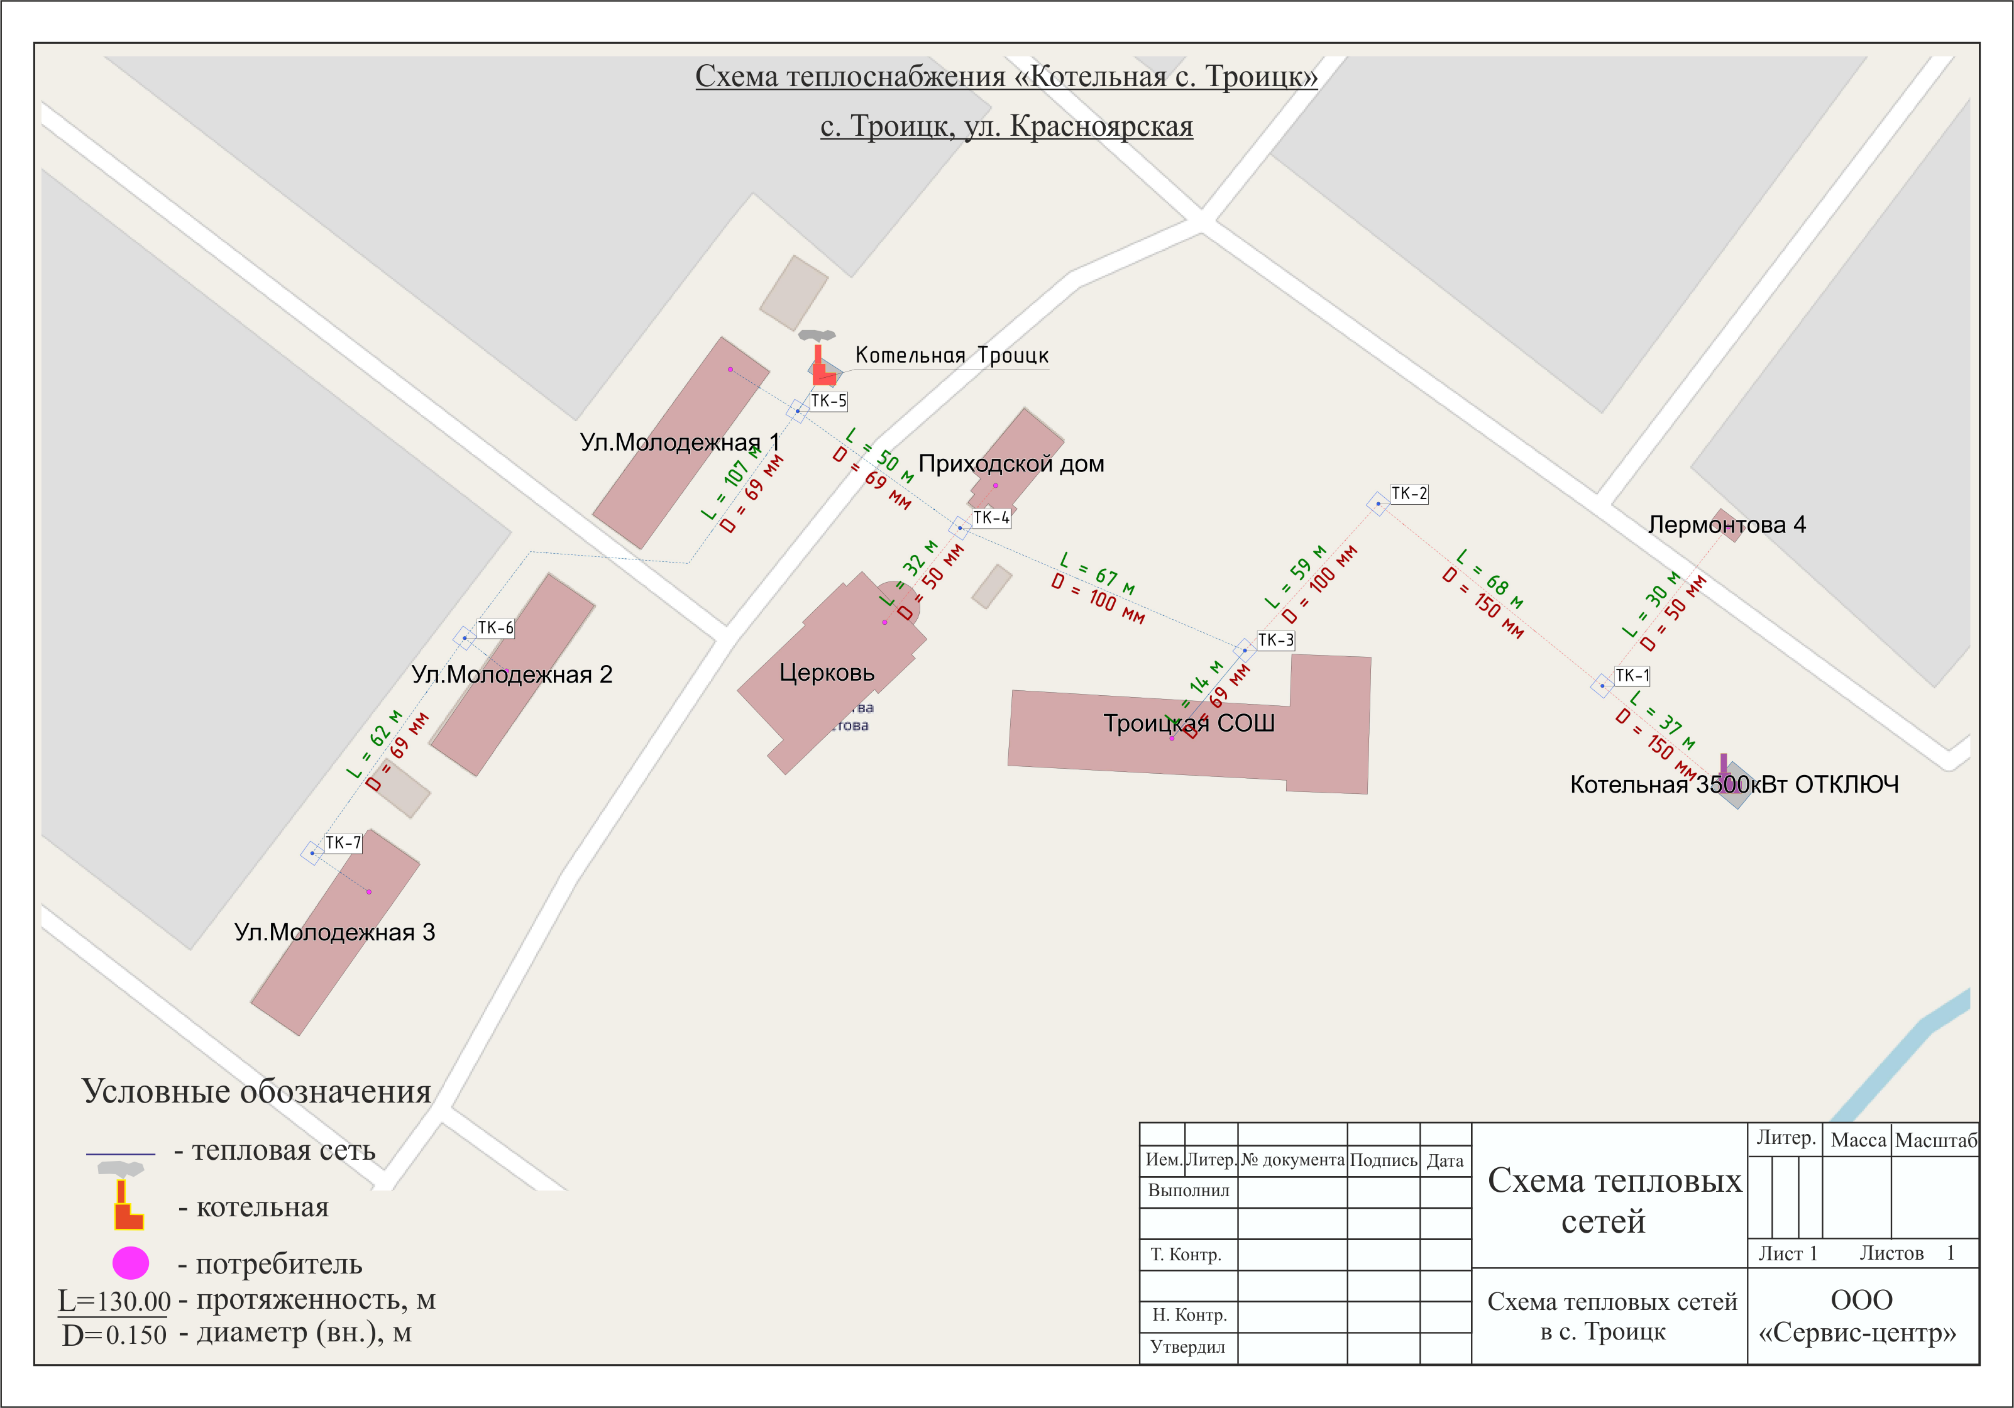 Схема теплоснабжения «Котельная с. Троицк»
с. Троицк, ул. Красноярская
Котельная Троицк
ТК-5
Ул.Молодежная 1
L = 107 м
D = 69 мм
L = 50 м
D = 69 мм
Приходской дом
ТК-4
L = 32 м
D = 50 мм
L = 67 м
D = 100 мм
L = 59 м
D = 100 мм
ТК-2
L = 68 м
D = 150 мм
Лермонтова 4
L = 30 м
D = 50 мм
ТК-3
ТК-6
Ул.Молодежная 2
Церковь
тва
това
L = 14 м
D = 69 мм
Троицкая СОШ
ТК-1
L = 37 м
D = 150 мм
Котельная 3500кВт ОТКЛЮЧ
L = 62 м
D = 69 мм
ТК-7
Ул.Молодежная 3
Условные обозначения
- тепловая сеть
- котельная
- потребитель
L=130.00 - протяженность, м
D=0.150 - диаметр (вн.), м
Ием. Литер. № документа Подпись Дата
Выполнил
Т. Контр.
Н. Контр.
Утвердил
Схема тепловых
сетей
Схема тепловых сетей
в с. Троицк
Литер. Масса Масштаб
Лист 1 Листов 1
ООО
«Сервис-центр»